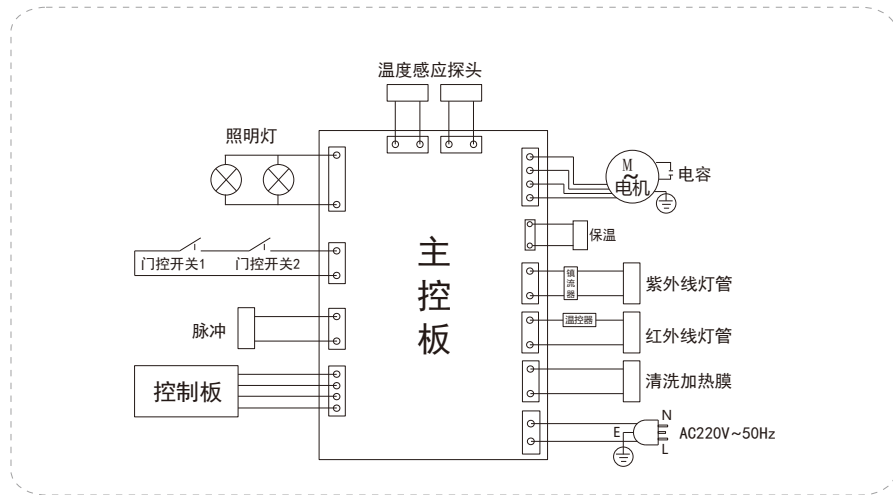 温度感应探头
照明灯
M
~
电机
电容
门控开关1
门控开关2
主控板
保温
镇流器
紫外线灯管
脉冲
温控器
红外线灯管
控制板
清洗加热膜
N
E
L
AC220V~50Hz